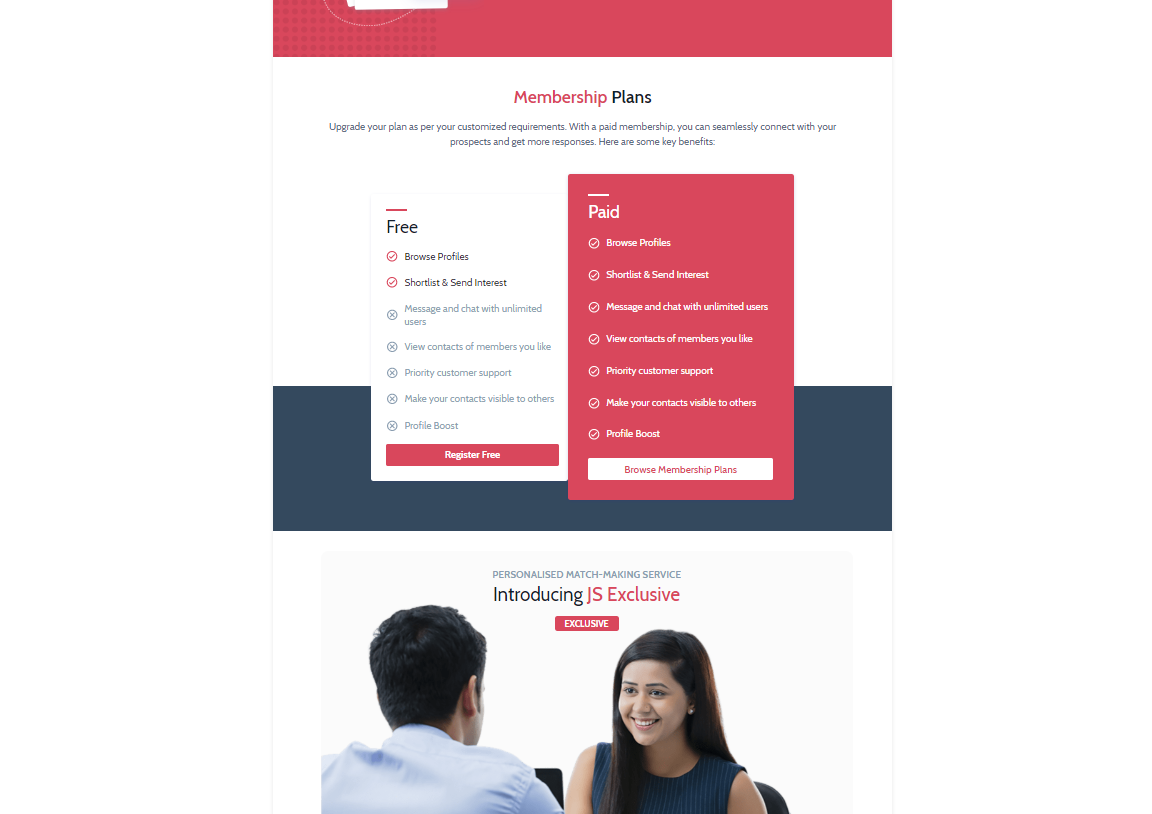 Membership Plans
Upgrade your plan as per your customized requirements. With a paid membership, you can seamlessly connect with your
prospects and get more responses. Here are some key benefits:
Free
Browse Profiles
Shortlist & Send Interest
Message and chat with unlimited
users
View contacts of members you like
Priority customer support
Make your contacts visible to others
Profile Boost
Register Free
Paid
Browse Profiles
Shortlist & Send Interest
Message and chat with unlimited users
View contacts of members you like
Priority customer support
Make your contacts visible to others
Profile Boost
Browse Membership Plans
PERSONALISED MATCH-MAKING SERVICE
Introducing JS Exclusive
EXCLUSIVE